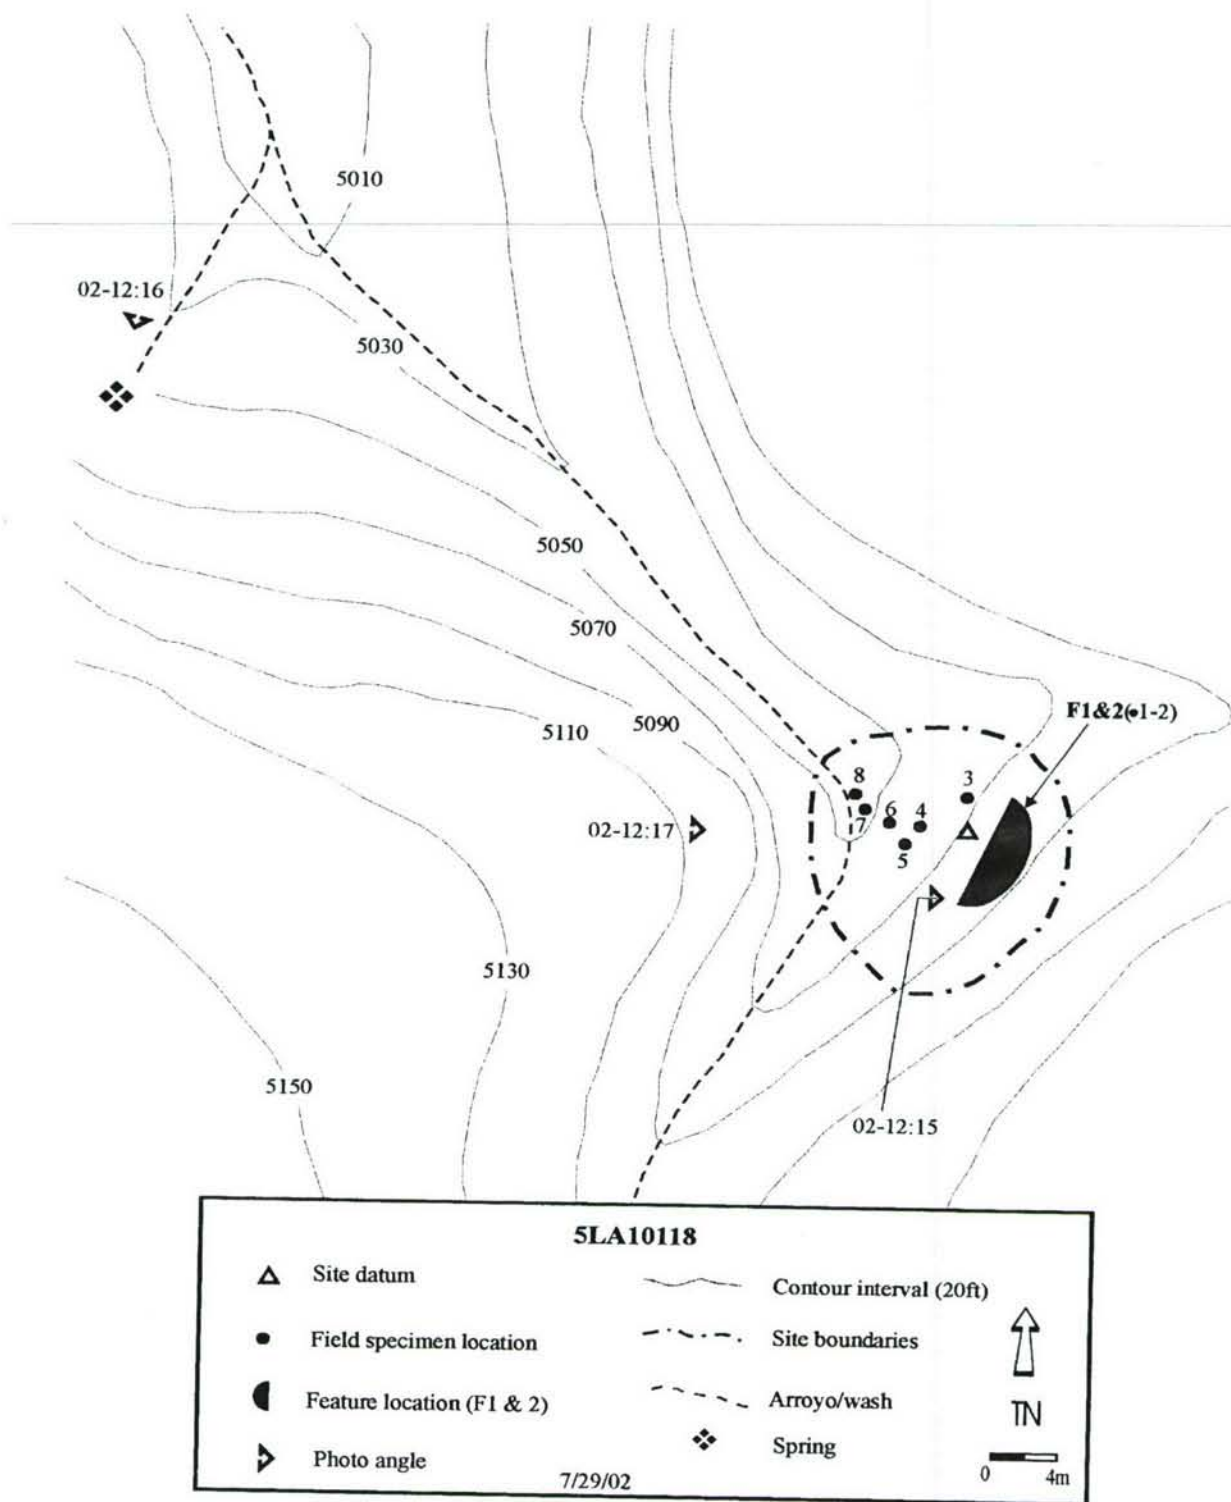 5010
02-12:16
5030
5050
5070
F1&2(•1-2)
5090
5110
8
3
7
6
4
02-12:17
5
5130
5150
02-12:15
5LA10118
Site datum
Contour interval (20ft)
Field specimen location
Site boundaries
Feature location (F1 & 2)
Arroyo/wash
TN
Photo angle
Spring
0 4m
7/29/02